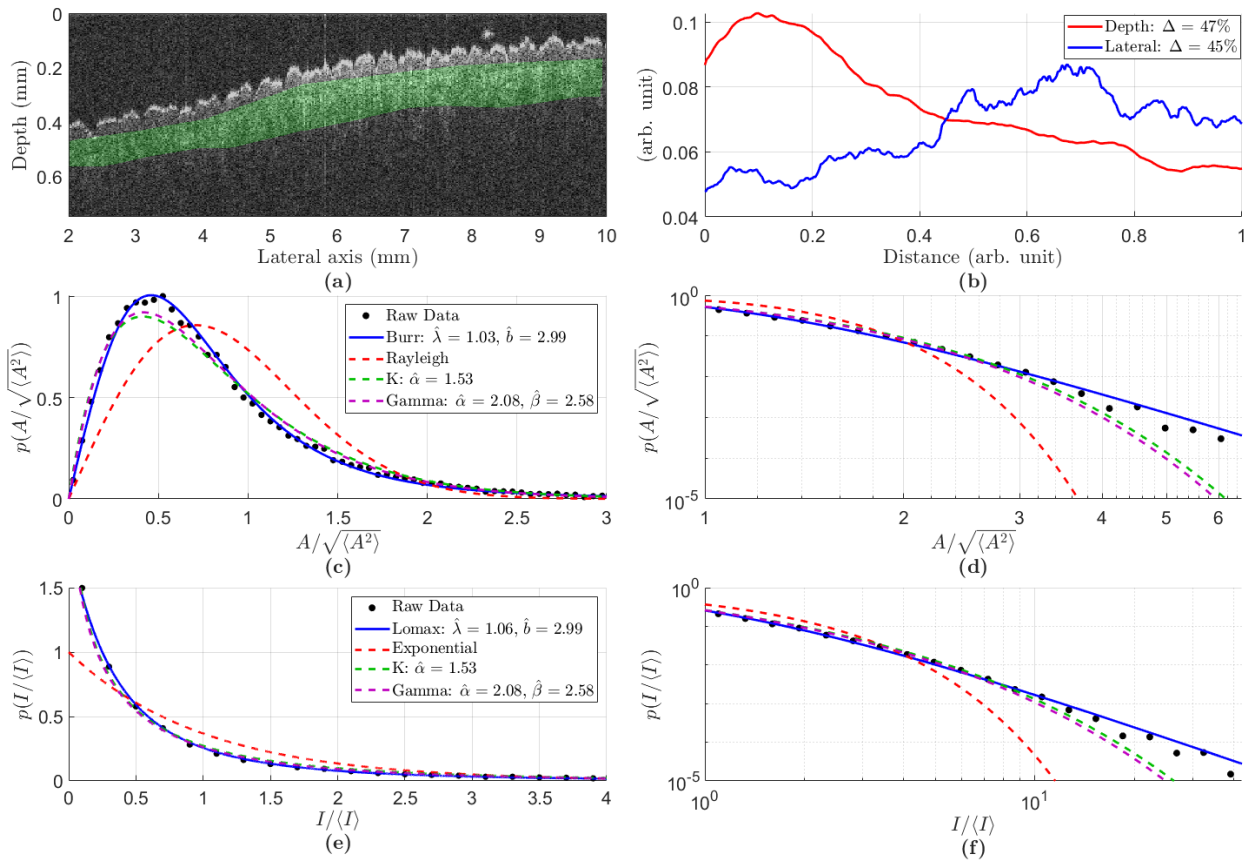 0
0.2
0.4
0.6
Depth (mm)
2 3 4 5 6 7 8 9 10
Lateral axis (mm)
(a)
0.1
0.08
0.06
0.04
(arb. unit)
Depth: Δ = 47%
Lateral: Δ = 45%
0 0.2 0.4 0.6 0.8 1
Distance (arb. unit)
(b)
1
0.5
0
p(A/√⟨A²⟩)
Raw Data
Burr: λ̂ = 1.03, b̂ = 2.99
Rayleigh
K: α̂ = 1.53
Gamma: α̂ = 2.08, β̂ = 2.58
0 0.5 1 1.5 2 2.5 3
A/√⟨A²⟩
(c)
10⁰
10⁻⁵
p(A/√⟨A²⟩)
1 2 3 4 5 6
A/√⟨A²⟩
(d)
1.5
1
0.5
0
p(I/⟨I⟩)
Raw Data
Lomax: λ̂ = 1.06, b̂ = 2.99
Exponential
K: α̂ = 1.53
Gamma: α̂ = 2.08, β̂ = 2.58
0 0.5 1 1.5 2 2.5 3 3.5 4
I/⟨I⟩
(e)
10⁰
10⁻⁵
p(I/⟨I⟩)
10⁰ 10¹
I/⟨I⟩
(f)